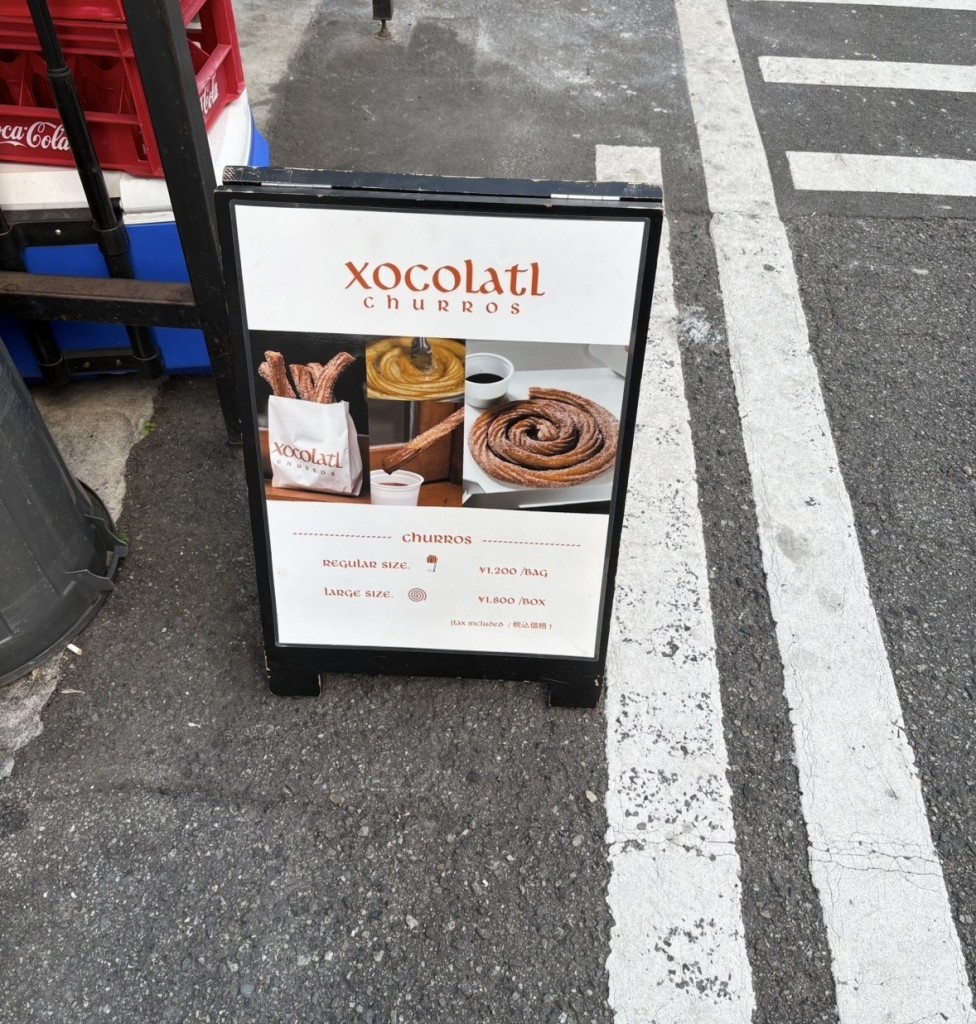 Coca-Cola
Coca-Cola
xocolatl
churros
xocolatl
churros
churros
Regular size.
¥1.200 /Bag
Large size.
¥1.800 /Box
(tax included / 税込価格)